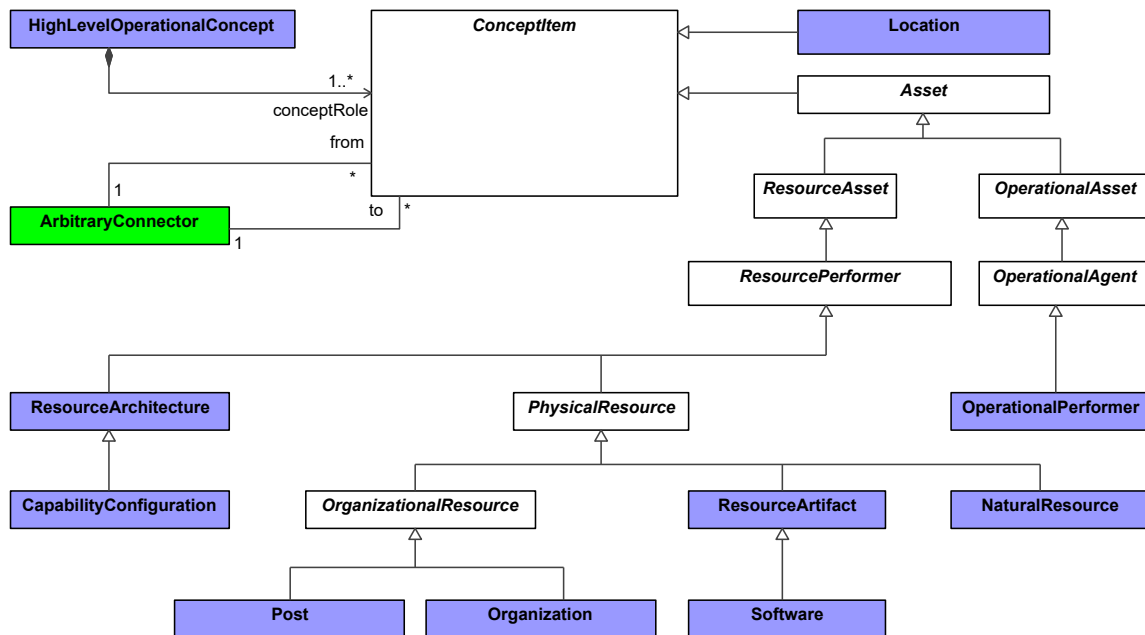 HighLevelOperationalConcept
ConceptItem
Location
1..*
conceptRole
Asset
from
*
1
ResourceAsset
OperationalAsset
ArbitraryConnector
to
*
1
ResourcePerformer
OperationalAgent
ResourceArchitecture
PhysicalResource
OperationalPerformer
CapabilityConfiguration
OrganizationalResource
ResourceArtifact
NaturalResource
Post
Organization
Software